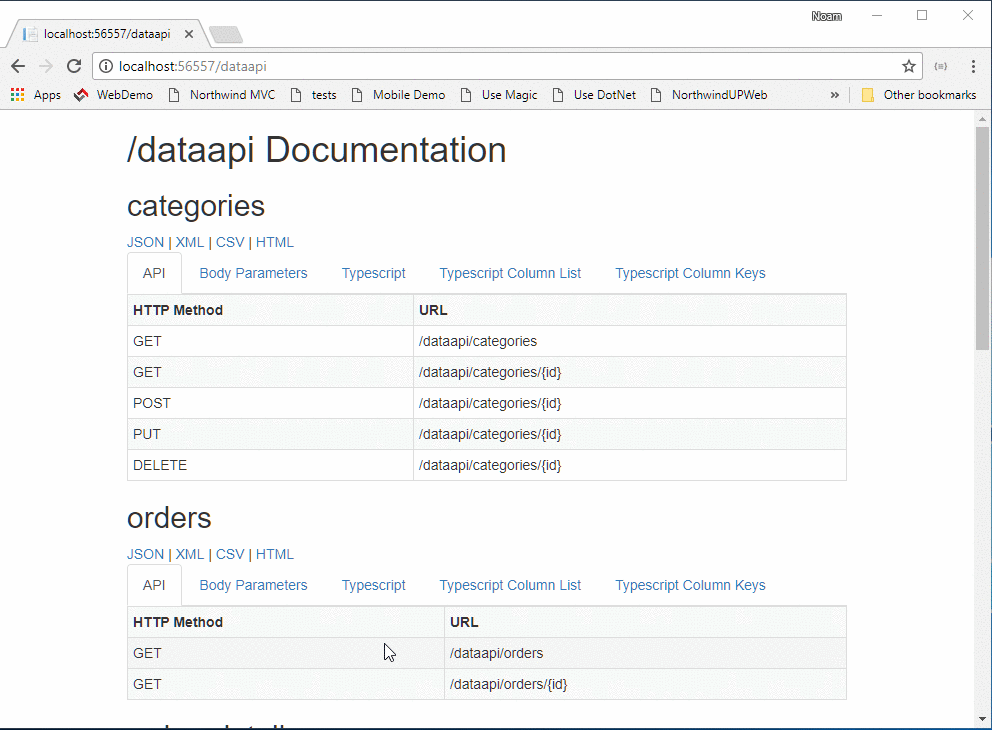 Noam
localhost:56557/dataapi
localhost:56557/dataapi
Apps WebDemo Northwind MVC tests Mobile Demo Use Magic Use DotNet NorthwindUPWeb » Other bookmarks
/dataapi Documentation
categories
JSON | XML | CSV | HTML
API Body Parameters Typescript Typescript Column List Typescript Column Keys
HTTP Method URL
GET /dataapi/categories
GET /dataapi/categories/{id}
POST /dataapi/categories/{id}
PUT /dataapi/categories/{id}
DELETE /dataapi/categories/{id}
orders
JSON | XML | CSV | HTML
API Body Parameters Typescript Typescript Column List Typescript Column Keys
HTTP Method URL
GET /dataapi/orders
GET /dataapi/orders/{id}